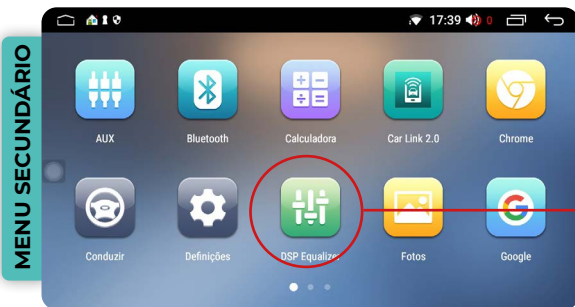 MENU SECUNDÁRIO
17:39 0
AUX Bluetooth Calculadora Car Link 2.0 Chrome
Conduzir Definições DSP Equalizer Fotos Google